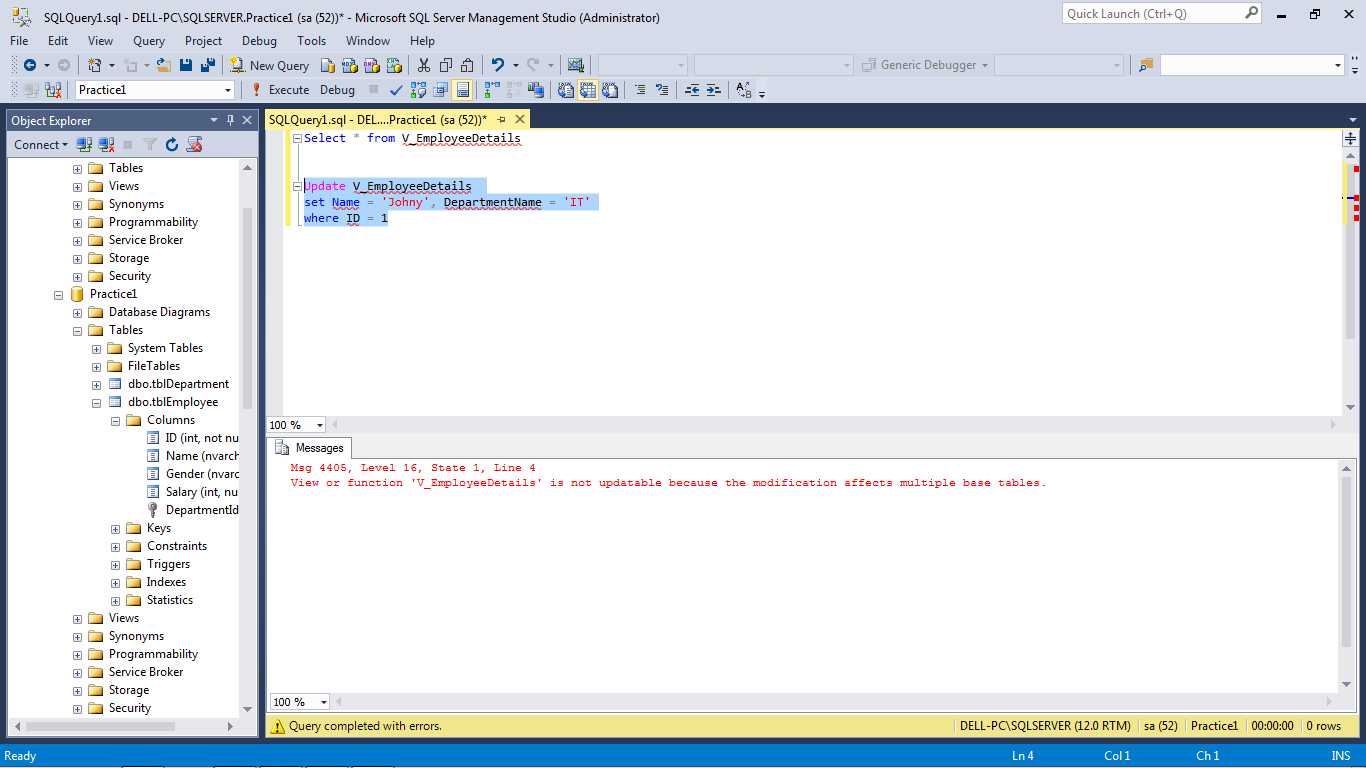 SQLQuery1.sql - DELL-PC\SQLSERVER.Practice1 (sa (52))* - Microsoft SQL Server Management Studio (Administrator)
Quick Launch (Ctrl+Q)
File Edit View Query Project Debug Tools Window Help
New Query
Generic Debugger
Practice1
Execute Debug
Object Explorer
Connect
Tables
Views
Synonyms
Programmability
Service Broker
Storage
Security
Practice1
Database Diagrams
Tables
System Tables
FileTables
dbo.tblDepartment
dbo.tblEmployee
Columns
ID (int, not nu
Name (nvarch
Gender (nvarc
Salary (int, nu
DepartmentId
Keys
Constraints
Triggers
Indexes
Statistics
Views
Synonyms
Programmability
Service Broker
Storage
Security
SQLQuery1.sql - DEL....Practice1 (sa (52))*
Select * from V_EmployeeDetails
Update V_EmployeeDetails
set Name = 'Johny', DepartmentName = 'IT'
where ID = 1
100 %
Messages
Msg 4405, Level 16, State 1, Line 4
View or function 'V_EmployeeDetails' is not updatable because the modification affects multiple base tables.
100 %
Query completed with errors.
DELL-PC\SQLSERVER (12.0 RTM) sa (52) Practice1 00:00:00 0 rows
Ready
Ln 4 Col 1 Ch 1 INS